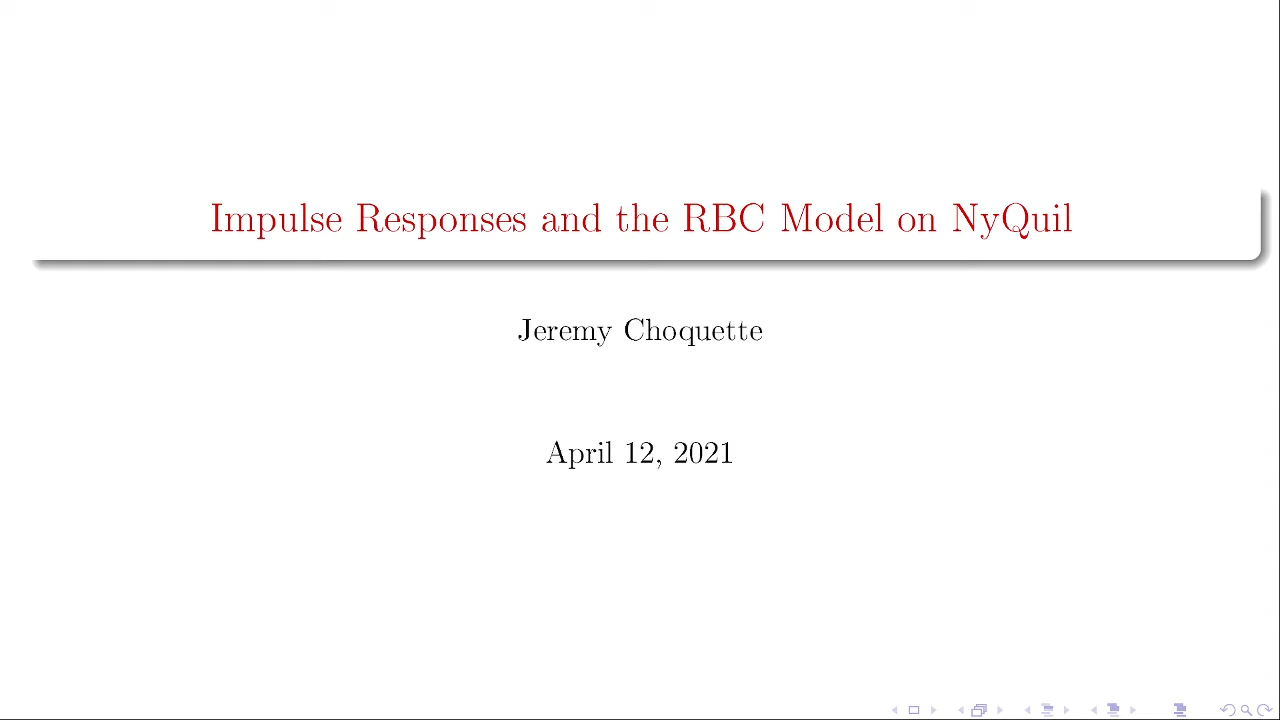 Impulse Responses and the RBC Model on NyQuil
Jeremy Choquette
April 12, 2021